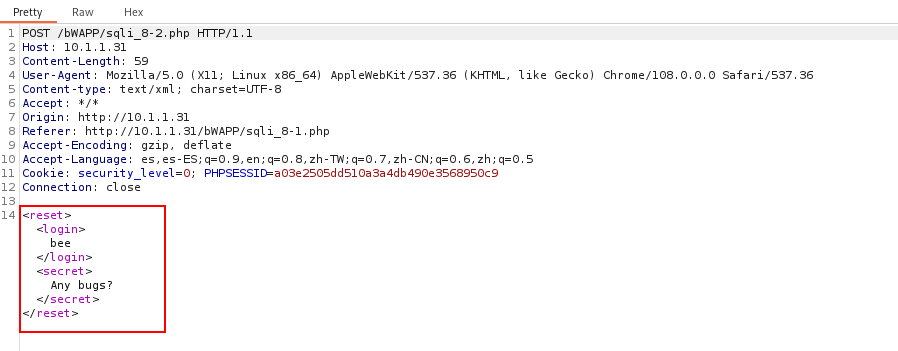 Pretty Raw Hex
1 POST /bWAPP/sqli_8-2.php HTTP/1.1
2 Host: 10.1.1.31
3 Content-Length: 59
4 User-Agent: Mozilla/5.0 (X11; Linux x86_64) AppleWebKit/537.36 (KHTML, like Gecko) Chrome/108.0.0.0 Safari/537.36
5 Content-type: text/xml; charset=UTF-8
6 Accept: */*
7 Origin: http://10.1.1.31
8 Referer: http://10.1.1.31/bWAPP/sqli_8-1.php
9 Accept-Encoding: gzip, deflate
10 Accept-Language: es,es-ES;q=0.9,en;q=0.8,zh-TW;q=0.7,zh-CN;q=0.6,zh;q=0.5
11 Cookie: security_level=0; PHPSESSID=a03e2505dd510a3a4db490e3568950c9
12 Connection: close
13
14 <reset>
<login>
bee
</login>
<secret>
Any bugs?
</secret>
</reset>